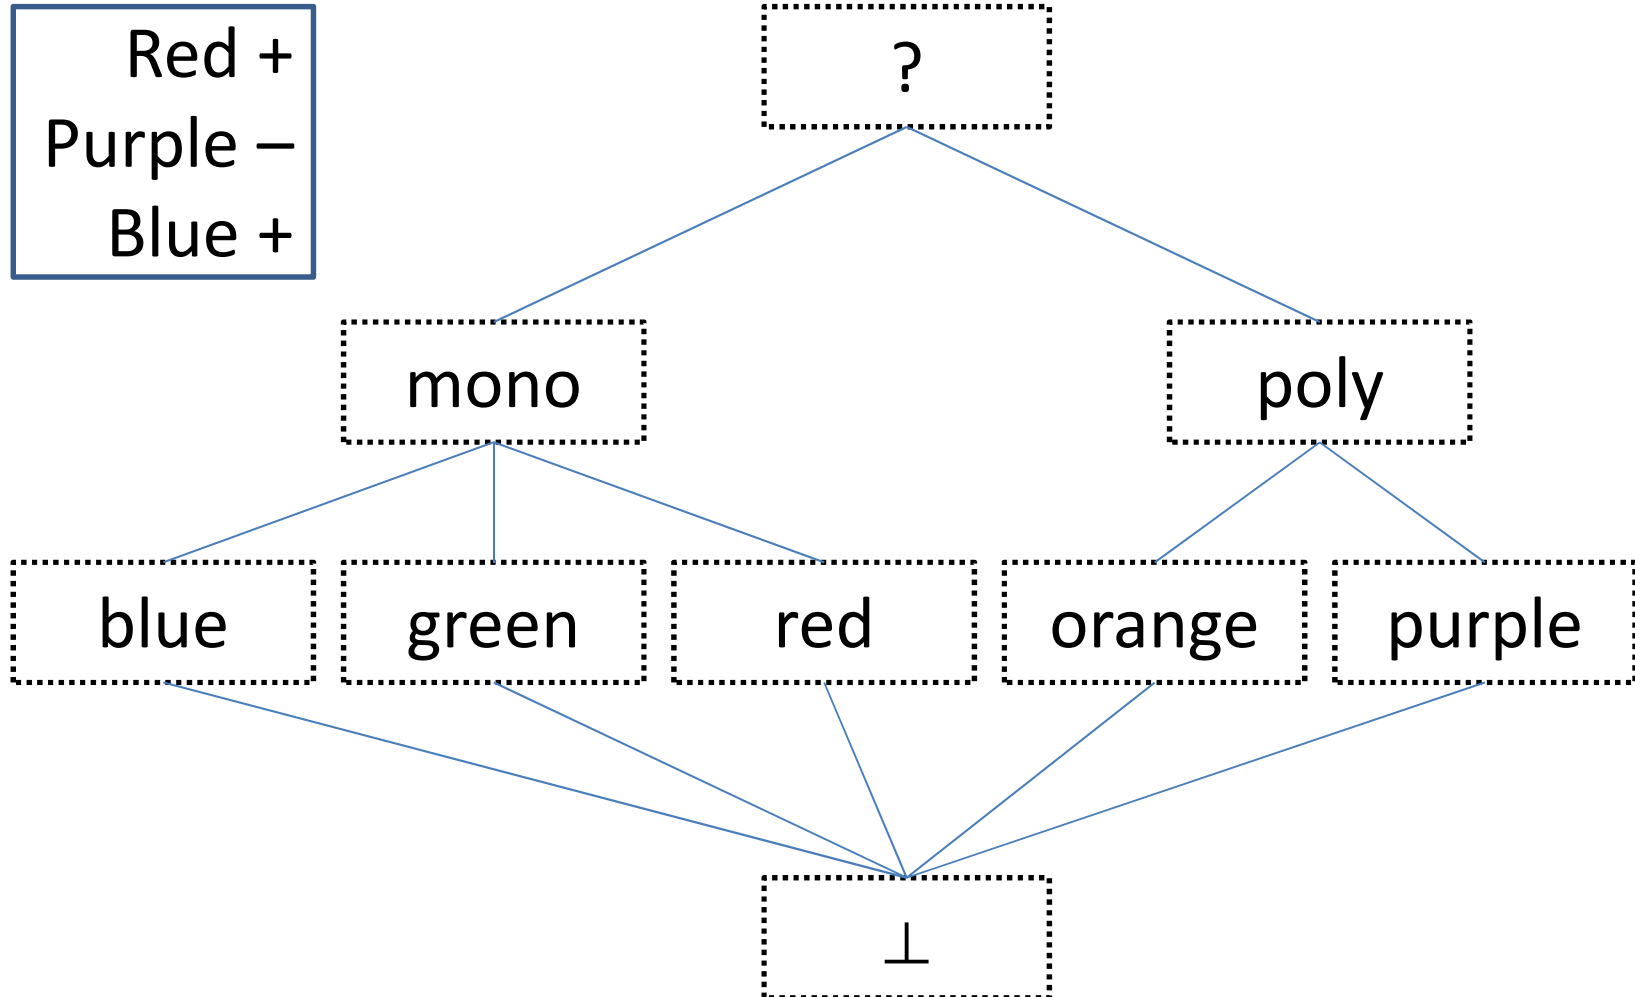 Red +
Purple –
Blue +
?
mono
poly
blue
green
red
orange
purple
⊥